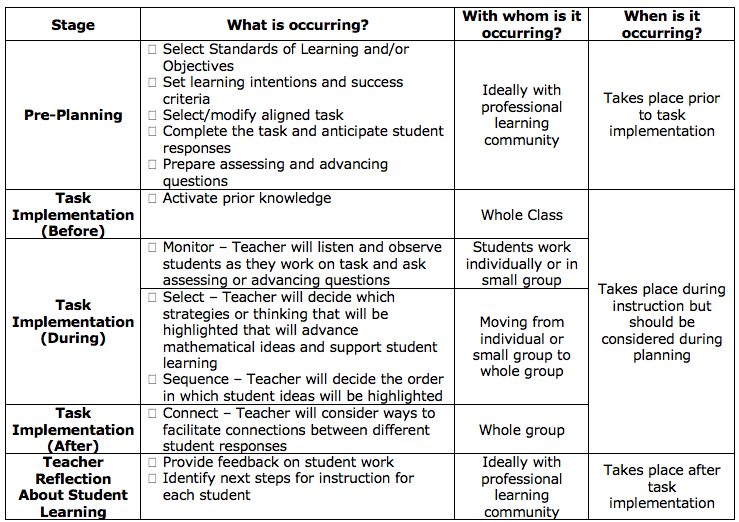 Stage
What is occurring?
With whom is it
occurring?
When is it
occurring?
Pre-Planning
☐ Select Standards of Learning and/or
Objectives
☐ Set learning intentions and success
criteria
☐ Select/modify aligned task
☐ Complete the task and anticipate student
responses
☐ Prepare assessing and advancing
questions
Ideally with
professional
learning
community
Takes place prior
to task
implementation
Task
Implementation
(Before)
☐ Activate prior knowledge
Whole Class
Takes place during
instruction but
should be
considered during
planning
Task
Implementation
(During)
☐ Monitor – Teacher will listen and observe
students as they work on task and ask
assessing or advancing questions
Students work
individually or in
small group
☐ Select – Teacher will decide which
strategies or thinking that will be
highlighted that will advance
mathematical ideas and support student
learning
☐ Sequence – Teacher will decide the order
in which student ideas will be highlighted
Moving from
individual or
small group to
whole group
Task
Implementation
(After)
☐ Connect – Teacher will consider ways to
facilitate connections between different
student responses
Whole group
Teacher
Reflection
About Student
Learning
☐ Provide feedback on student work
☐ Identify next steps for instruction for
each student
Ideally with
professional
learning
community
Takes place after
task
implementation